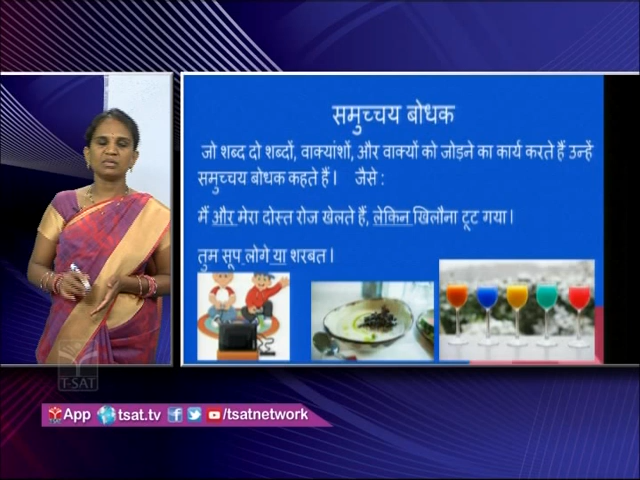 समुच्चय बोधक
जो शब्द दो शब्दों, वाक्यांशों, और वाक्यों को जोड़ने का कार्य करते हैं उन्हें
समुच्चय बोधक कहते हैं। जैसे :
मैं और मेरा दोस्त रोज खेलते हैं, लेकिन खिलौना टूट गया।
तुम सूप लोगे या शरबत।
T-SAT
App tsat.tv /tsatnetwork